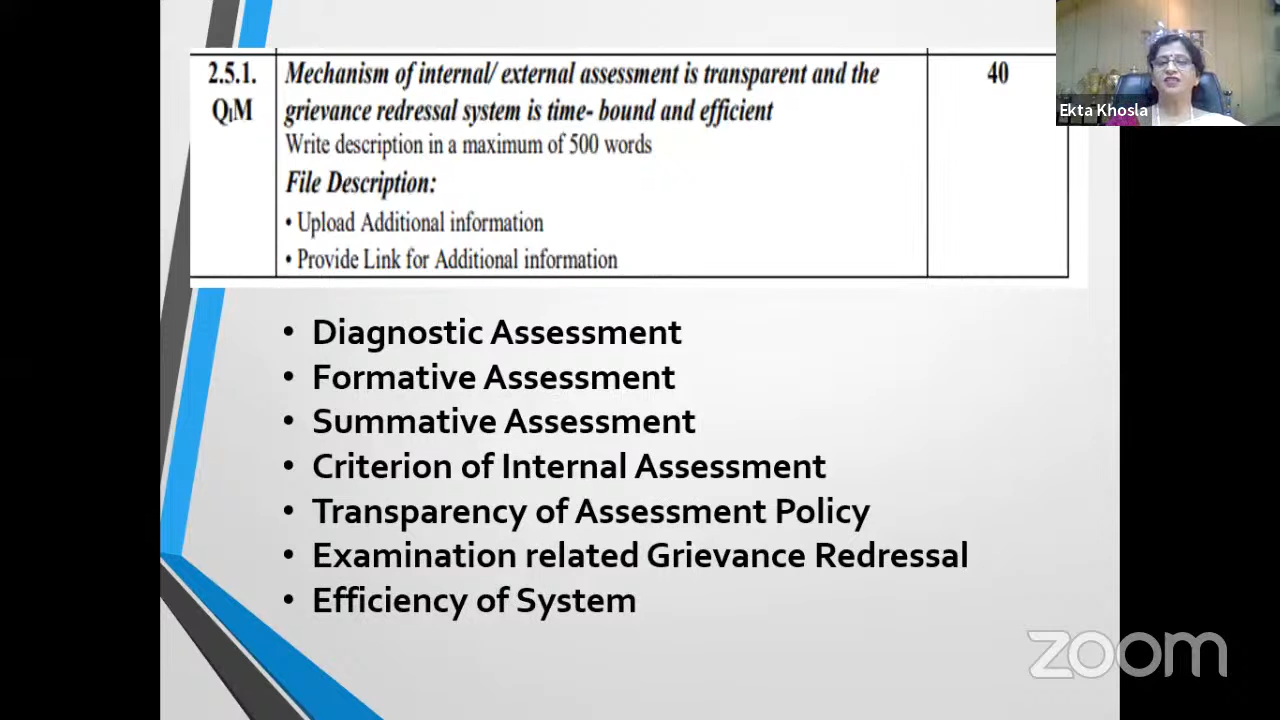 2.5.1.
QlM
Mechanism of internal/ external assessment is transparent and the
grievance redressal system is time- bound and efficient
Write description in a maximum of 500 words
File Description:
• Upload Additional information
• Provide Link for Additional information
40
Ekta Khosla
• Diagnostic Assessment
• Formative Assessment
• Summative Assessment
• Criterion of Internal Assessment
• Transparency of Assessment Policy
• Examination related Grievance Redressal
• Efficiency of System
zoom